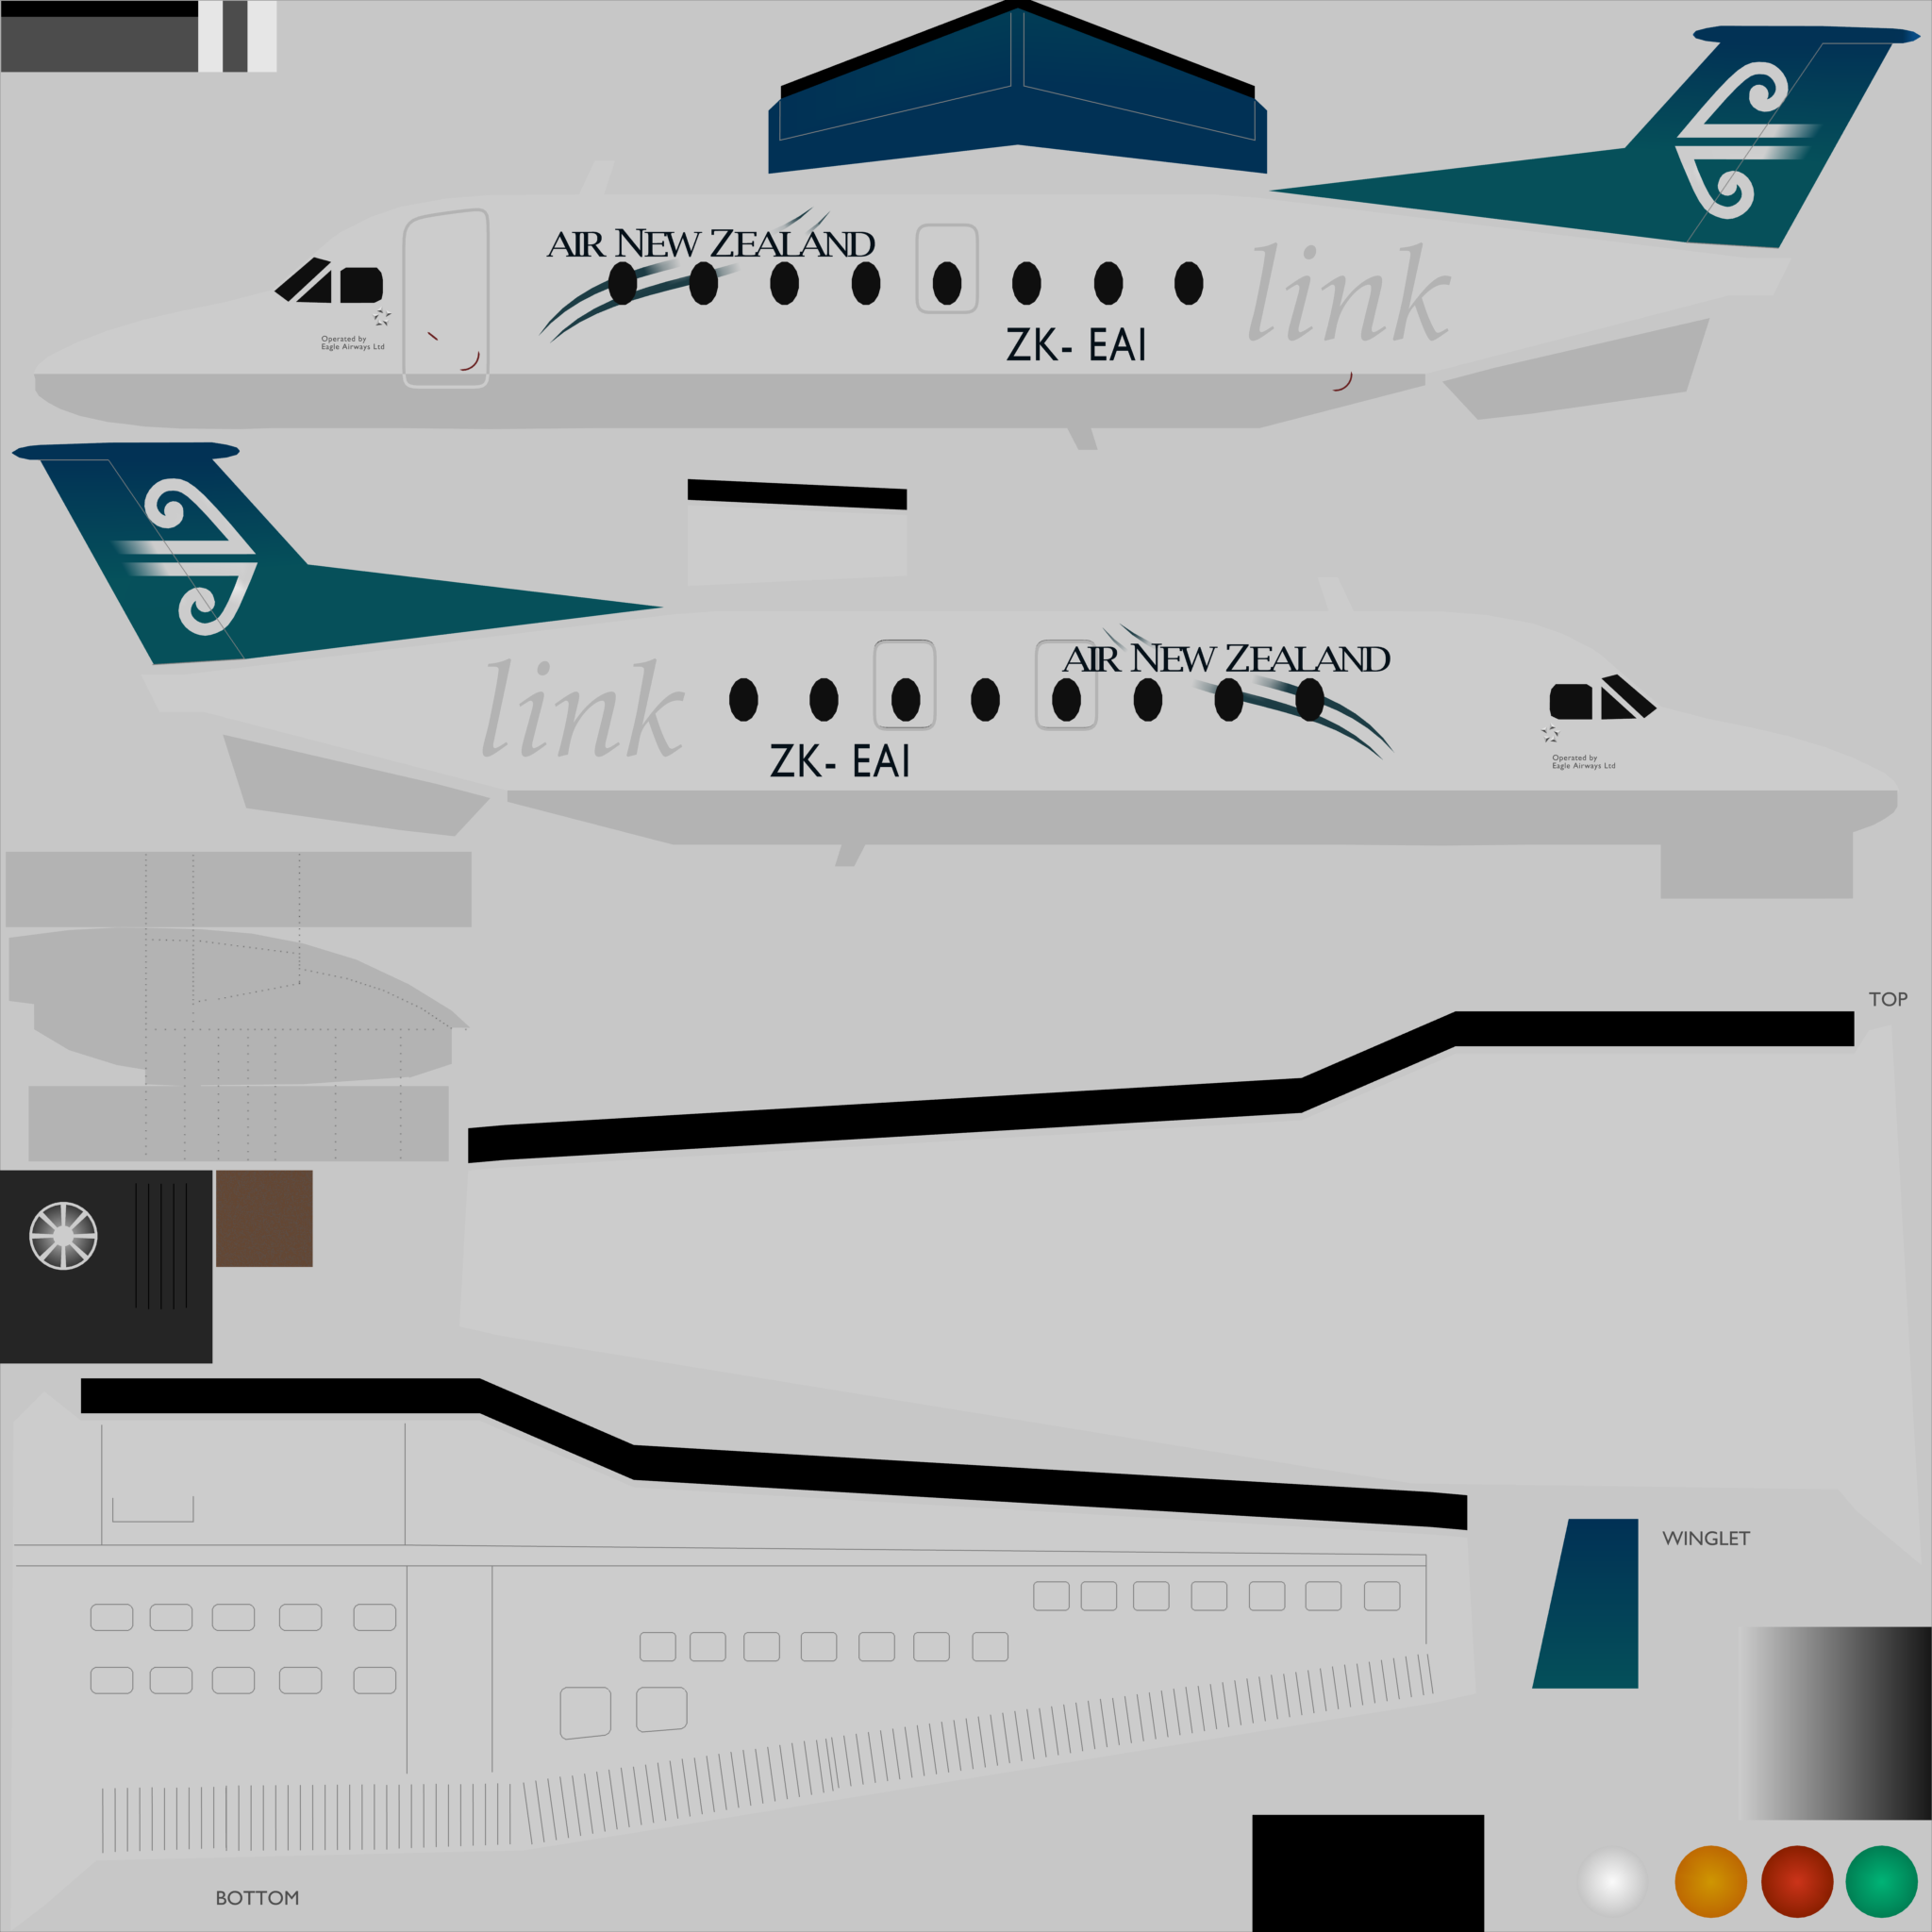 AIR NEW ZEALAND
link
ZK- EAI
Operated by
Eagle Airways Ltd
AIR NEW ZEALAND
link
ZK- EAI
Operated by
Eagle Airways Ltd
TOP
WINGLET
BOTTOM